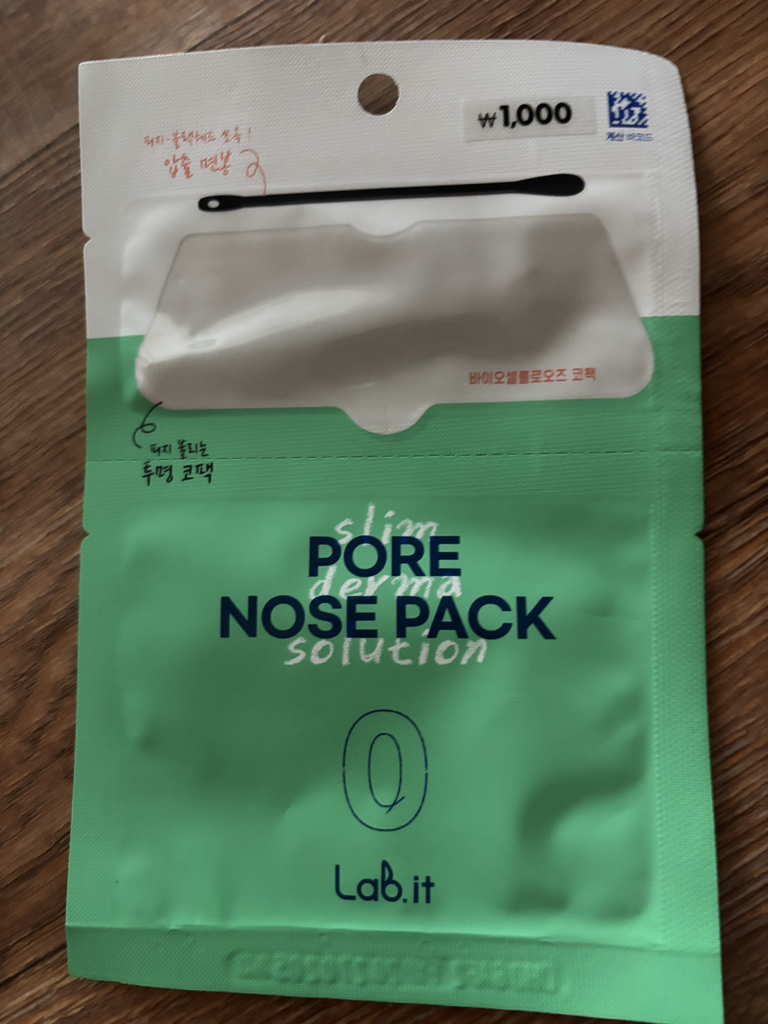 ₩1,000
계산 바코드
피지·블랙헤드 쏘옥!
압출 면봉
바이오셀룰로오즈 코팩
피지 불리는
투명 코팩
slim
PORE
derma
NOSE PACK
solution
Lab.it